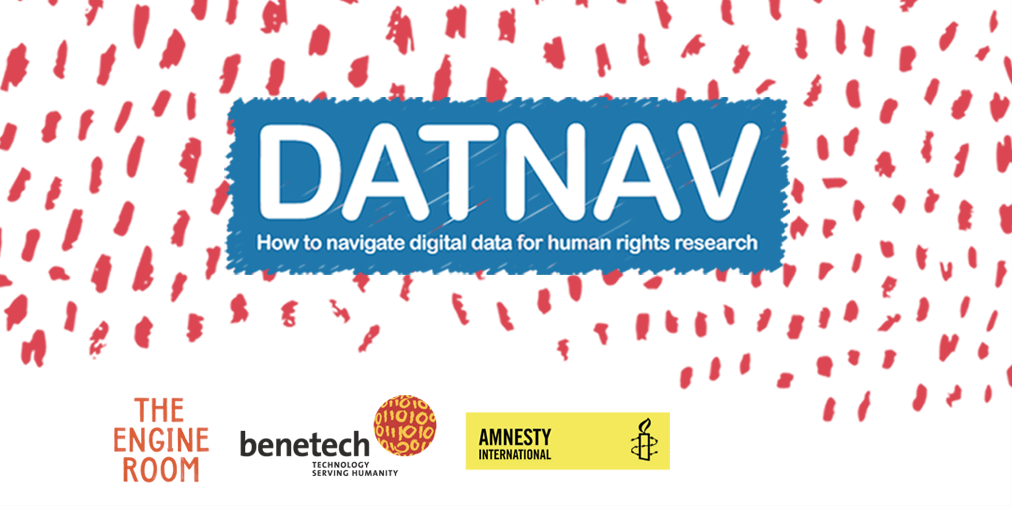 DATNAV
How to navigate digital data for human rights research
THE
ENGINE
ROOM
benetech
TECHNOLOGY
SERVING HUMANITY
AMNESTY
INTERNATIONAL